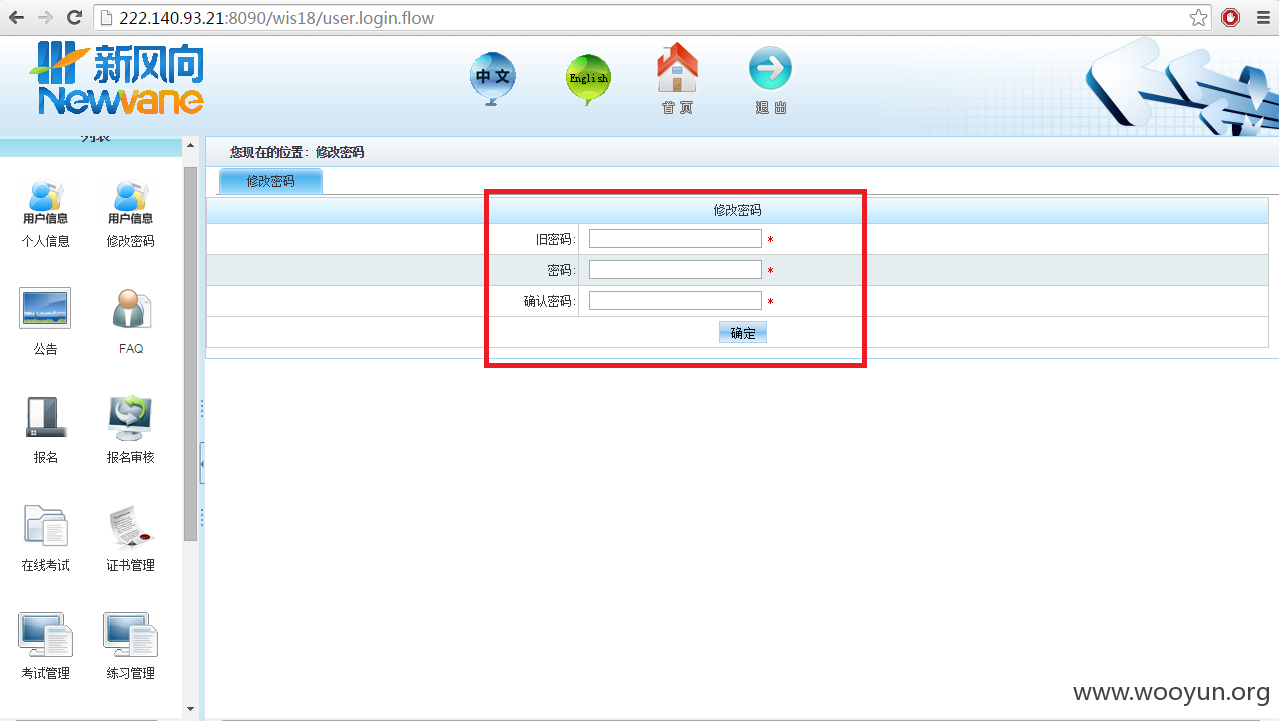 222.140.93.21:8090/wis18/user.login.flow
新风向
Newvane
中文
English
首页
退出
列表
您现在的位置：修改密码
修改密码
用户信息
用户信息
个人信息
修改密码
公告
FAQ
报名
报名审核
在线考试
证书管理
考试管理
练习管理
修改密码
旧密码: *
密码: *
确认密码: *
确定
www.wooyun.org